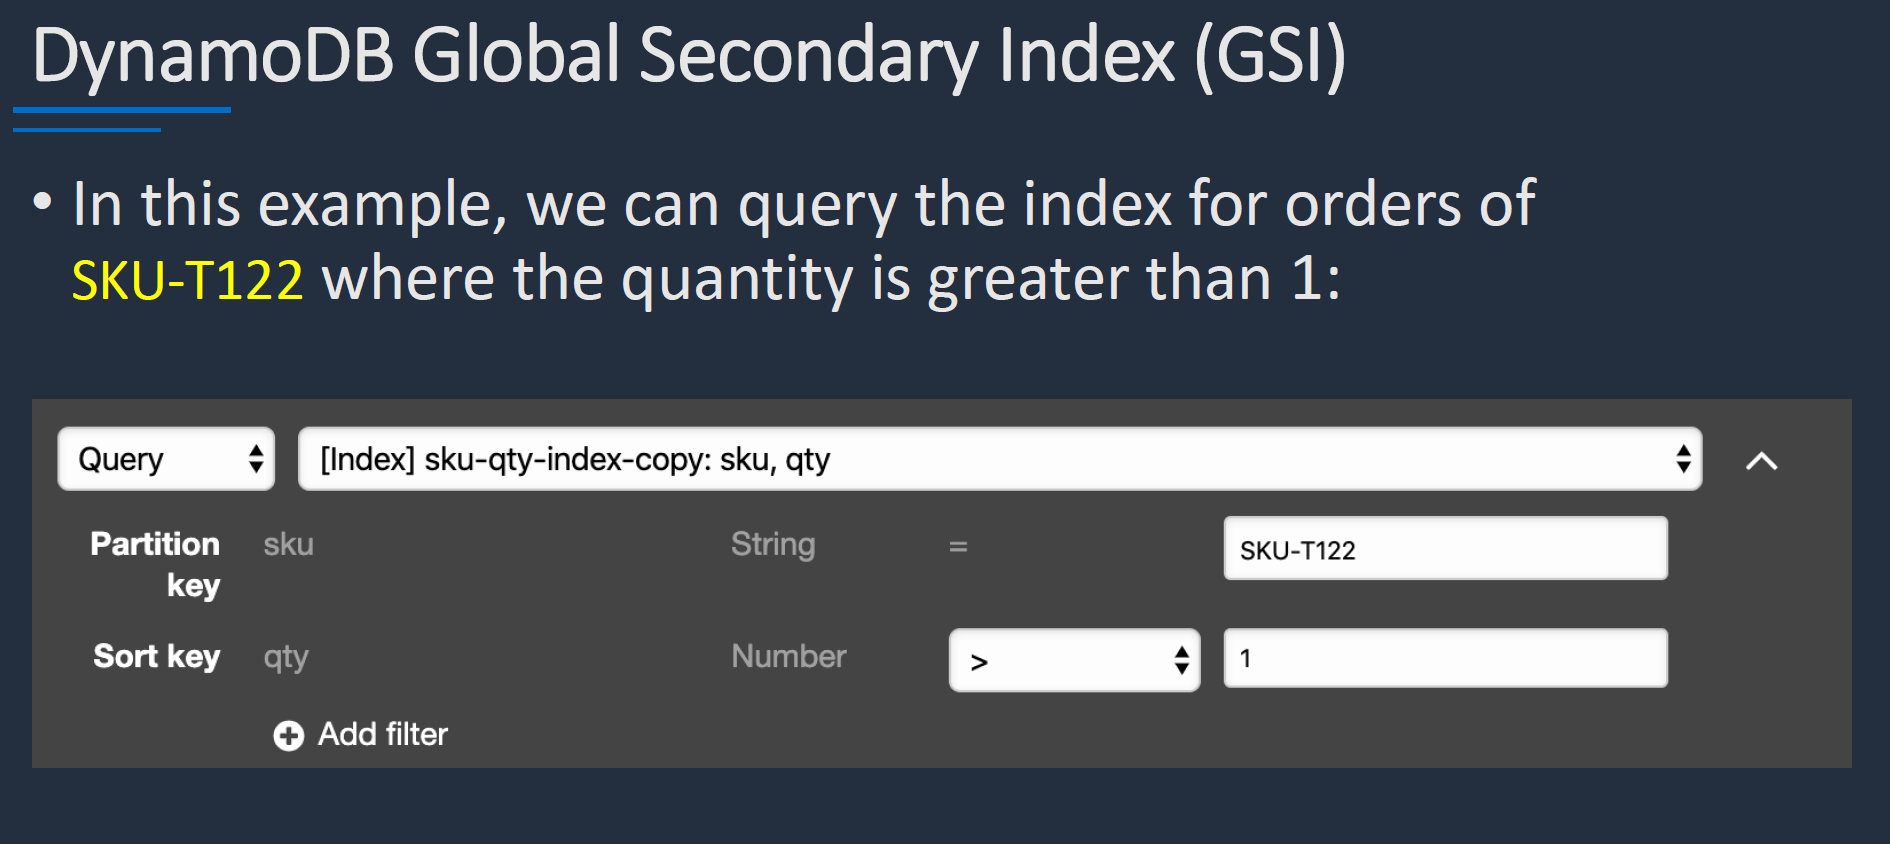 DynamoDB Global Secondary Index (GSI)
• In this example, we can query the index for orders of
SKU-T122 where the quantity is greater than 1:
Query [Index] sku-qty-index-copy: sku, qty
Partition key sku String = SKU-T122
Sort key qty Number > 1
Add filter